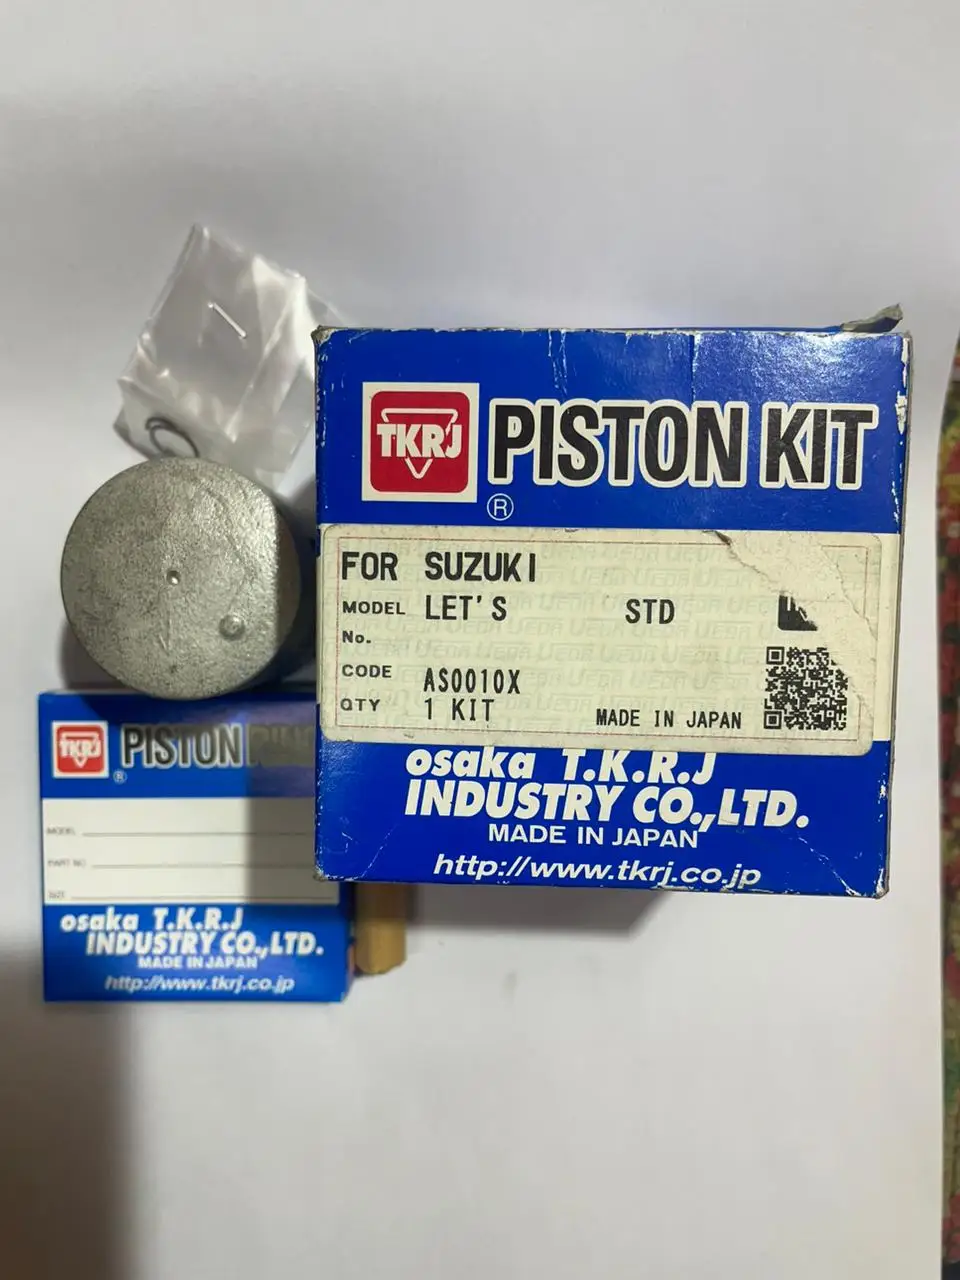 TKRJ
PISTON KIT
®
FOR SUZUKI
MODEL LET'S STD
No.
CODE AS0010X
QTY 1 KIT MADE IN JAPAN
osaka T.K.R.J
INDUSTRY CO.,LTD.
MADE IN JAPAN
http://www.tkrj.co.jp
TKRJ
PISTON RING
®
MODEL
PART NO
SIZE
osaka T.K.R.J
INDUSTRY CO.,LTD.
MADE IN JAPAN
http://www.tkrj.co.jp